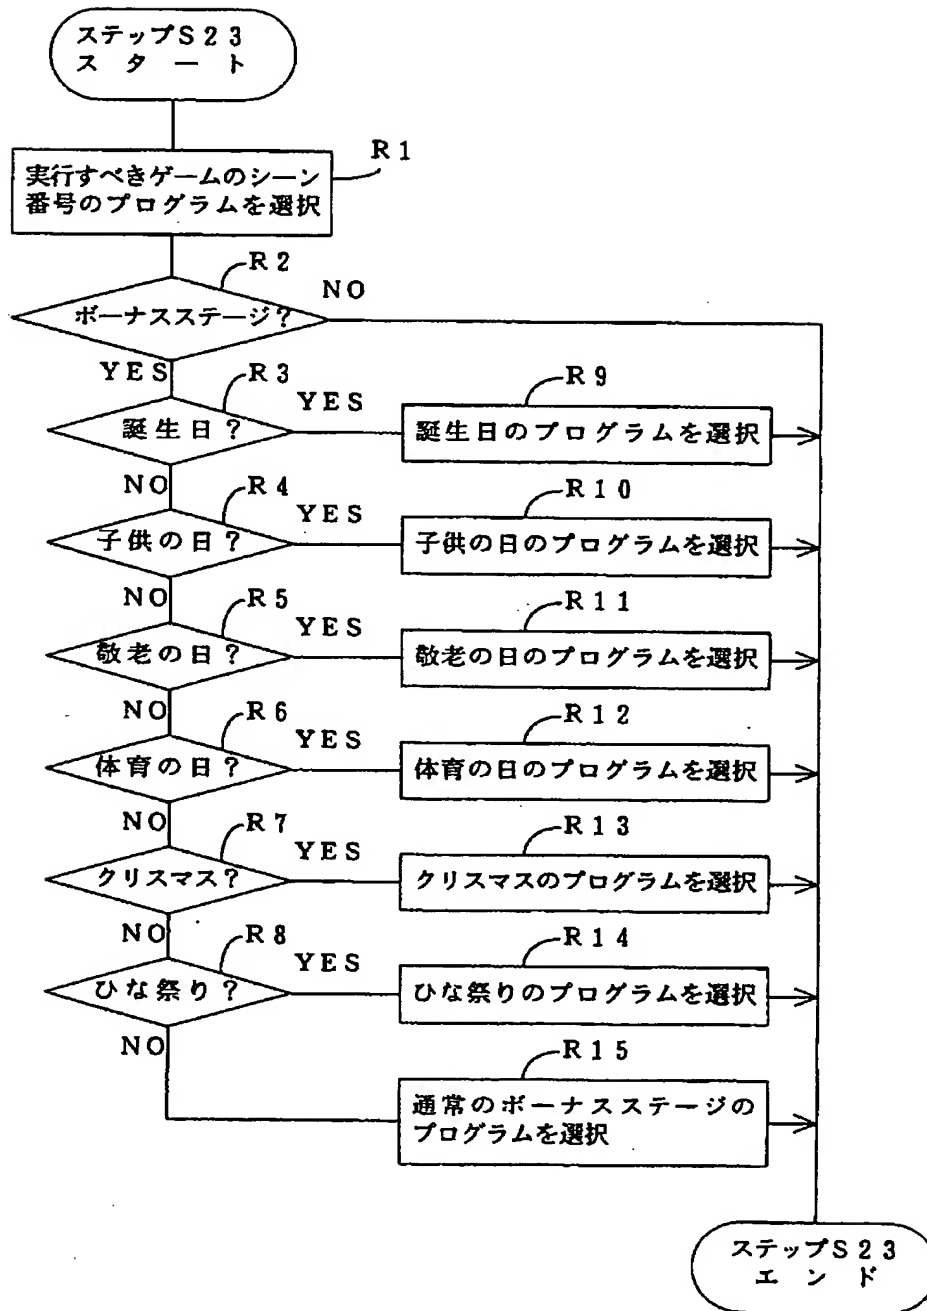 ステップS23
スタート
R1
実行すべきゲームのシーン
番号のプログラムを選択
R2
NO
ボーナスステージ?
YES
R3
YES
R9
誕生日?
誕生日のプログラムを選択
NO
R4
YES
R10
子供の日?
子供の日のプログラムを選択
NO
R5
YES
R11
敬老の日?
敬老の日のプログラムを選択
NO
R6
YES
R12
体育の日?
体育の日のプログラムを選択
NO
R7
YES
R13
クリスマス?
クリスマスのプログラムを選択
NO
R8
YES
R14
ひな祭り?
ひな祭りのプログラムを選択
NO
R15
通常のボーナスステージの
プログラムを選択
ステップS23
エンド